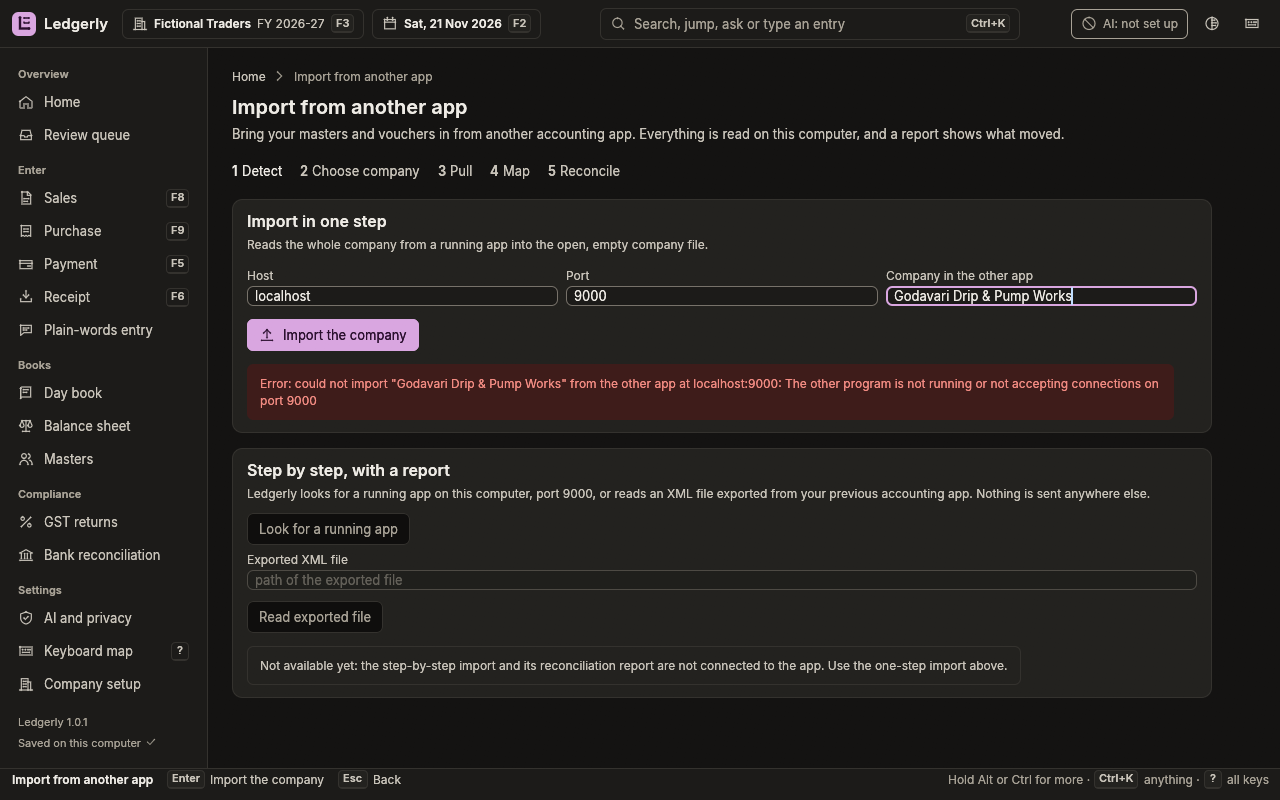 Ledgerly
Fictional Traders FY 2026-27 F3
Sat, 21 Nov 2026 F2
Search, jump, ask or type an entry Ctrl+K
AI: not set up
Overview
Home
Review queue
Enter
Sales F8
Purchase F9
Payment F5
Receipt F6
Plain-words entry
Books
Day book
Balance sheet
Masters
Compliance
GST returns
Bank reconciliation
Settings
AI and privacy
Keyboard map ?
Company setup
Ledgerly 1.0.1
Saved on this computer
Home > Import from another app
Import from another app
Bring your masters and vouchers in from another accounting app. Everything is read on this computer, and a report shows what moved.
1 Detect 2 Choose company 3 Pull 4 Map 5 Reconcile
Import in one step
Reads the whole company from a running app into the open, empty company file.
Host Port Company in the other app
localhost 9000 Godavari Drip & Pump Works
Import the company
Error: could not import "Godavari Drip & Pump Works" from the other app at localhost:9000: The other program is not running or not accepting connections on
port 9000
Step by step, with a report
Ledgerly looks for a running app on this computer, port 9000, or reads an XML file exported from your previous accounting app. Nothing is sent anywhere else.
Look for a running app
Exported XML file
path of the exported file
Read exported file
Not available yet: the step-by-step import and its reconciliation report are not connected to the app. Use the one-step import above.
Import from another app Enter Import the company Esc Back
Hold Alt or Ctrl for more · Ctrl+K anything · ? all keys